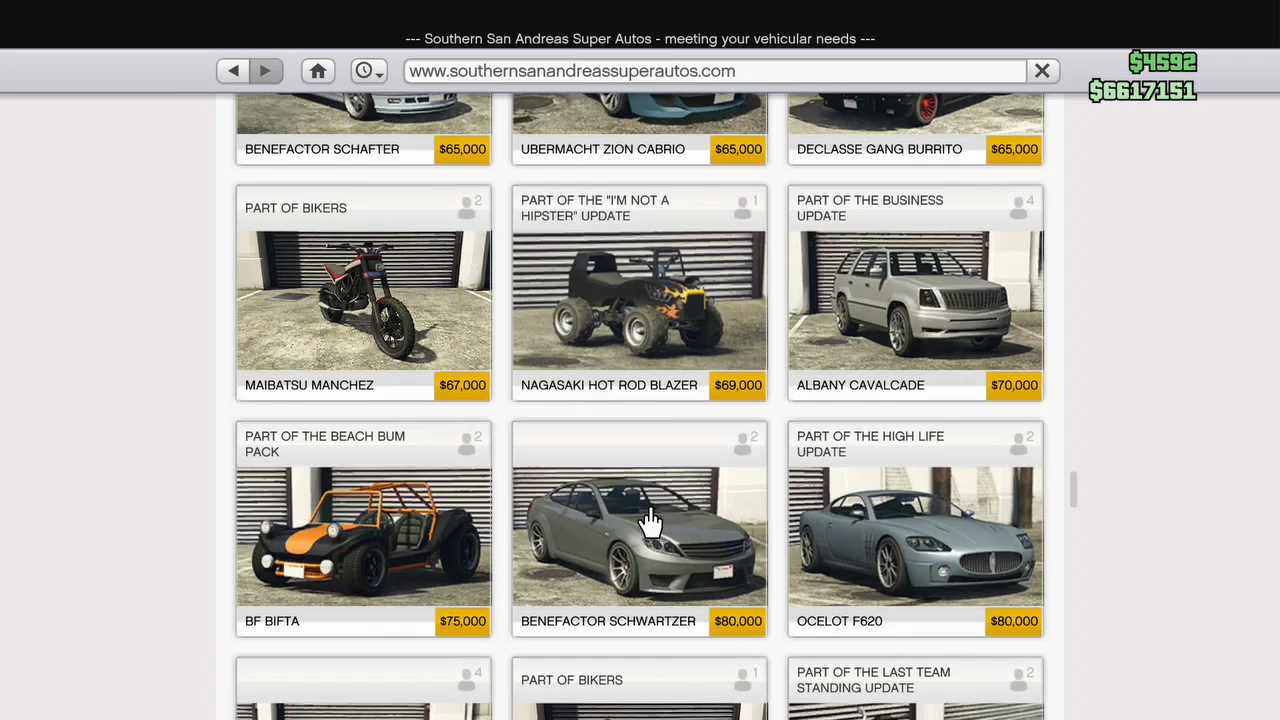 --- Southern San Andreas Super Autos - meeting your vehicular needs ---
www.southernsanandreassuperautos.com
$4592
$6617151
BENEFACTOR SCHAFTER $65,000
UBERMACHT ZION CABRIO $65,000
DECLASSE GANG BURRITO $65,000
PART OF BIKERS 2
MAIBATSU MANCHEZ $67,000
PART OF THE "I'M NOT A
HIPSTER" UPDATE 1
NAGASAKI HOT ROD BLAZER $69,000
PART OF THE BUSINESS
UPDATE 4
ALBANY CAVALCADE $70,000
PART OF THE BEACH BUM
PACK 2
BF BIFTA $75,000
2
BENEFACTOR SCHWARTZER $80,000
PART OF THE HIGH LIFE
UPDATE 2
OCELOT F620 $80,000
4
PART OF BIKERS 1
PART OF THE LAST TEAM
STANDING UPDATE 2